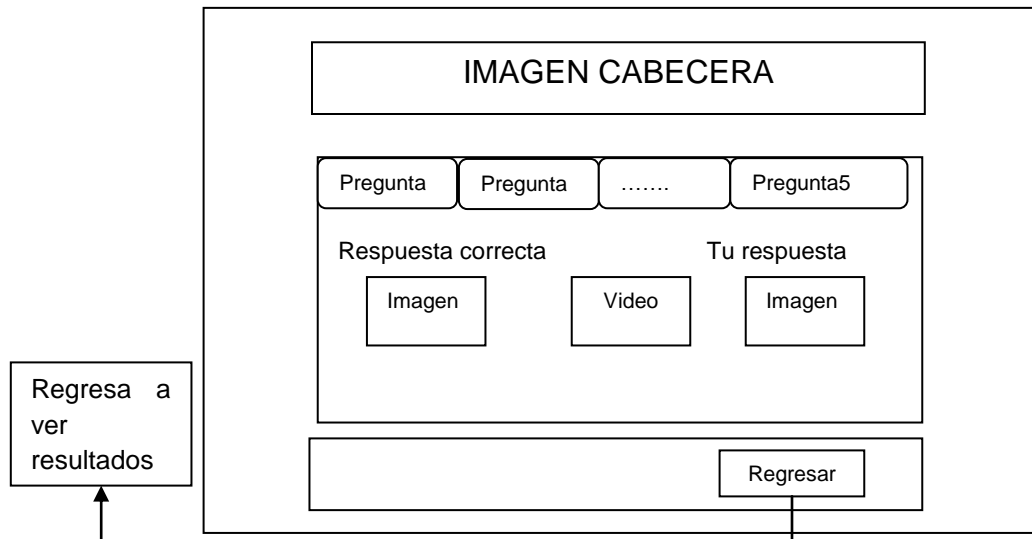 IMAGEN CABECERA
Pregunta Pregunta ……. Pregunta5
Respuesta correcta Tu respuesta
Imagen Video Imagen
Regresa a
ver
resultados
Regresar